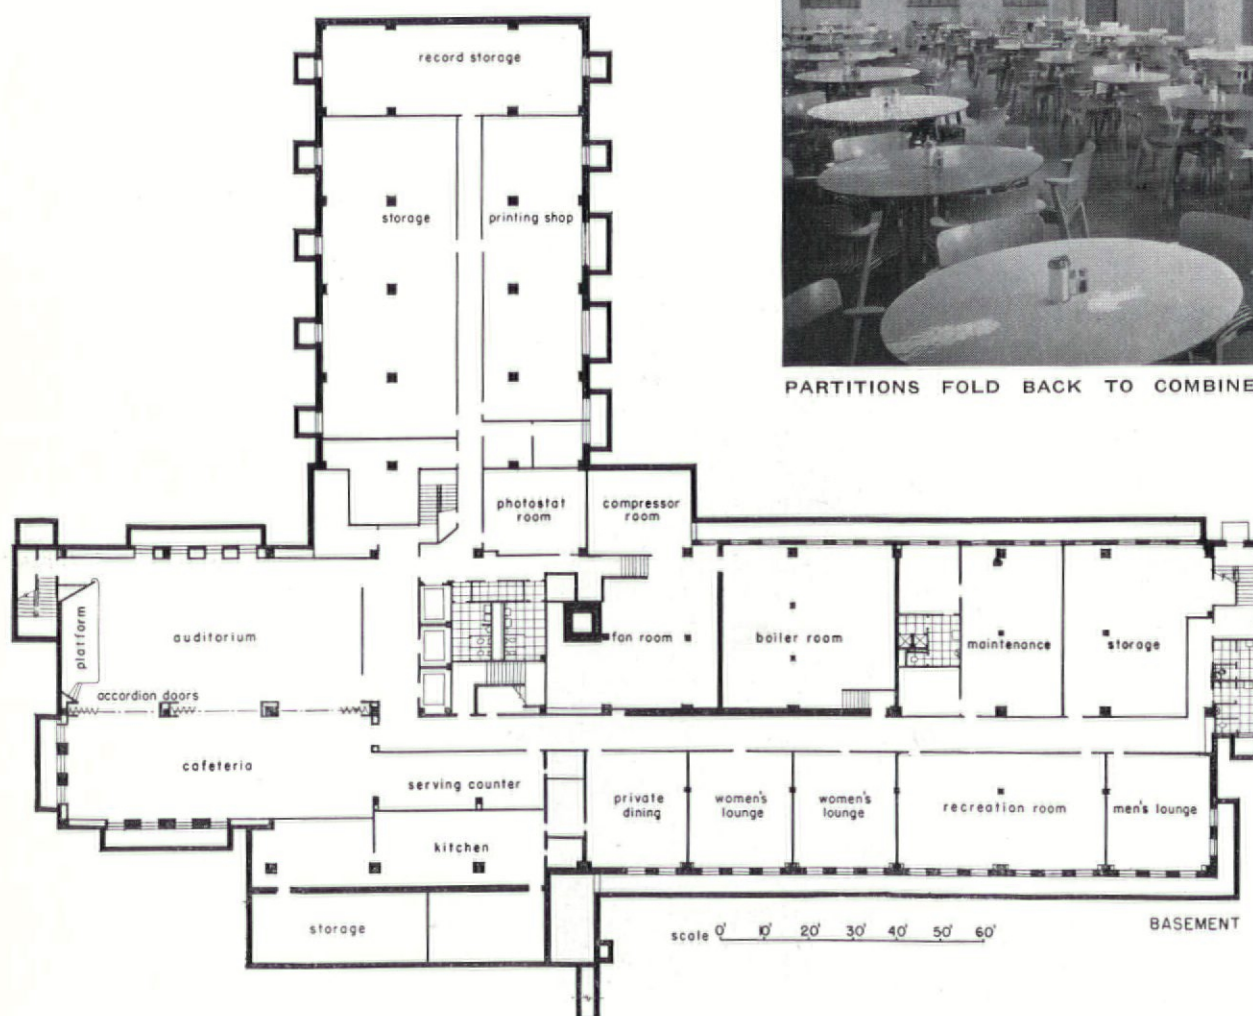 record storage
storage
printing shop
PARTITIONS FOLD BACK TO COMBINE
photostat
room
compressor
room
platform
auditorium
fan room
boiler room
maintenance
storage
accordion doors
cafeteria
serving counter
private
dining
women's
lounge
women's
lounge
recreation room
men's lounge
kitchen
storage
scale 0' 10' 20' 30' 40' 50' 60'
BASEMENT